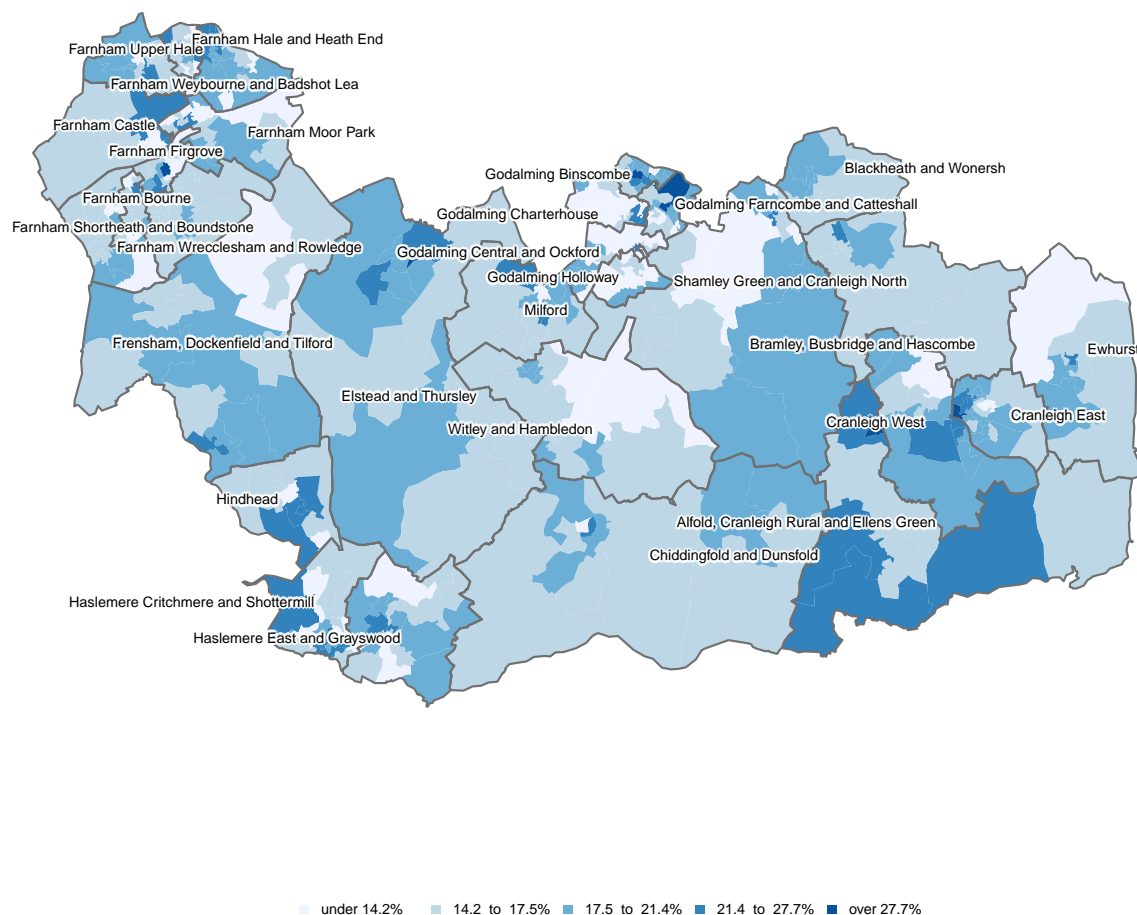 Farnham Hale and Heath End
Farnham Upper Hale
Farnham Weybourne and Badshot Lea
Farnham Castle
Farnham Moor Park
Farnham Firgrove
Blackheath and Wonersh
Godalming Binscombe
Farnham Bourne
Godalming Farncombe and Catteshall
Godalming Charterhouse
Farnham Shortheath and Boundstone
Farnham Wrecclesham and Rowledge
Godalming Central and Ockford
Godalming Holloway
Shamley Green and Cranleigh North
Milford
Frensham, Dockenfield and Tilford
Bramley, Busbridge and Hascombe
Ewhurst
Elstead and Thursley
Cranleigh East
Cranleigh West
Witley and Hambledon
Hindhead
Alfold, Cranleigh Rural and Ellens Green
Chiddingfold and Dunsfold
Haslemere Critchmere and Shottermill
Haslemere East and Grayswood
under 14.2% 14.2 to 17.5% 17.5 to 21.4% 21.4 to 27.7% over 27.7%